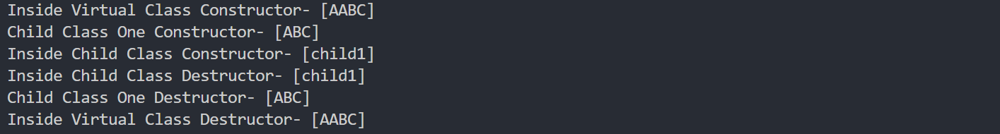 Inside Virtual Class Constructor- [AABC]
Child Class One Constructor- [ABC]
Inside Child Class Constructor- [child1]
Inside Child Class Destructor- [child1]
Child Class One Destructor- [ABC]
Inside Virtual Class Destructor- [AABC]